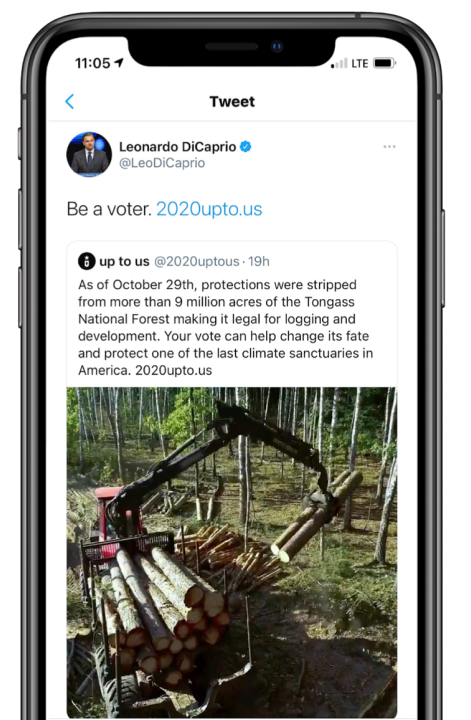 11:05
LTE
Tweet
Leonardo DiCaprio
@LeoDiCaprio
Be a voter. 2020upto.us
up to us @2020uptous · 19h
As of October 29th, protections were stripped
from more than 9 million acres of the Tongass
National Forest making it legal for logging and
development. Your vote can help change its fate
and protect one of the last climate sanctuaries in
America. 2020upto.us